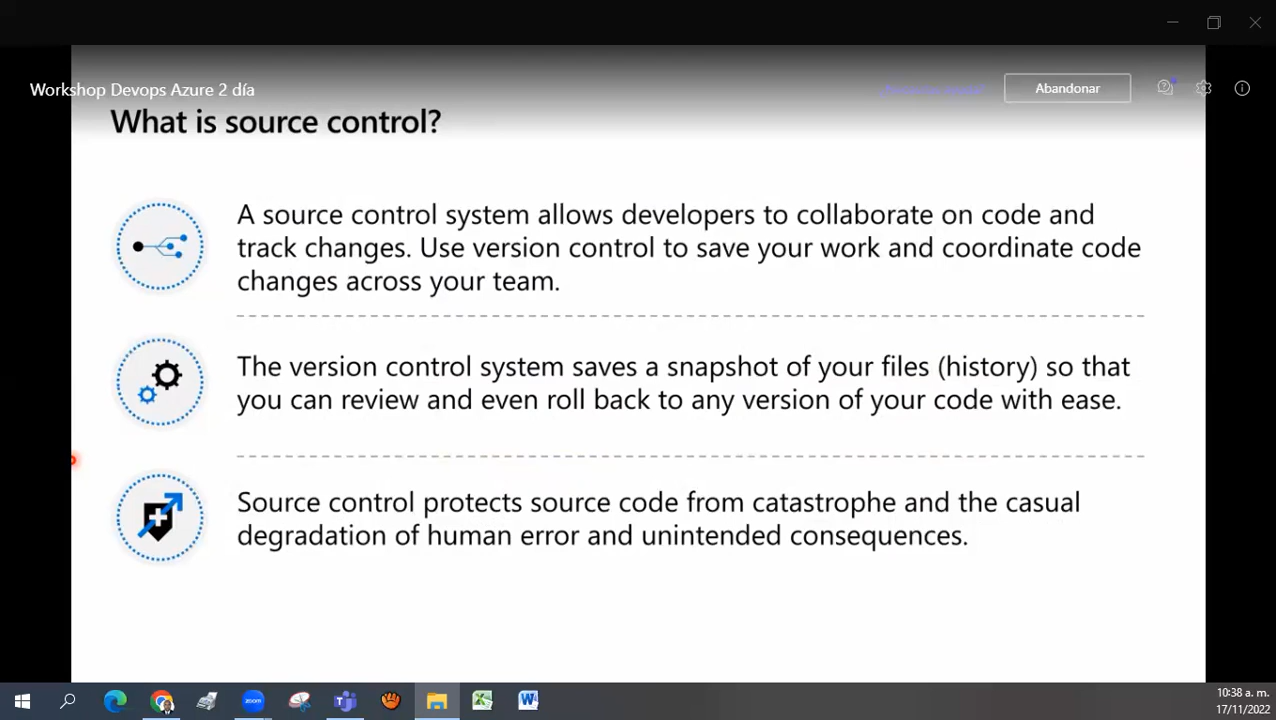 Workshop Devops Azure 2 día
Abandonar
What is source control?
A source control system allows developers to collaborate on code and
track changes. Use version control to save your work and coordinate code
changes across your team.
The version control system saves a snapshot of your files (history) so that
you can review and even roll back to any version of your code with ease.
Source control protects source code from catastrophe and the casual
degradation of human error and unintended consequences.
zoom
10:38 a. m.
17/11/2022